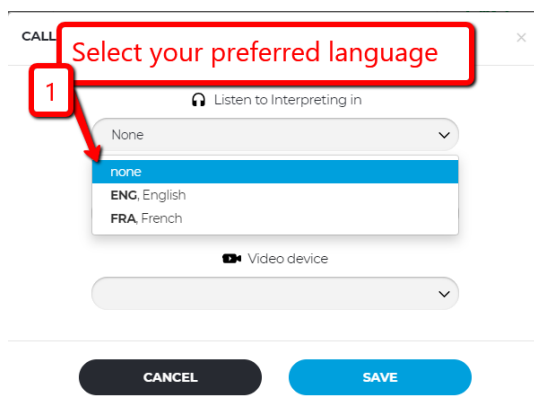 CALL
Select your preferred language
×
1
Listen to Interpreting in
None
none
ENG, English
FRA, French
Video device
CANCEL
SAVE